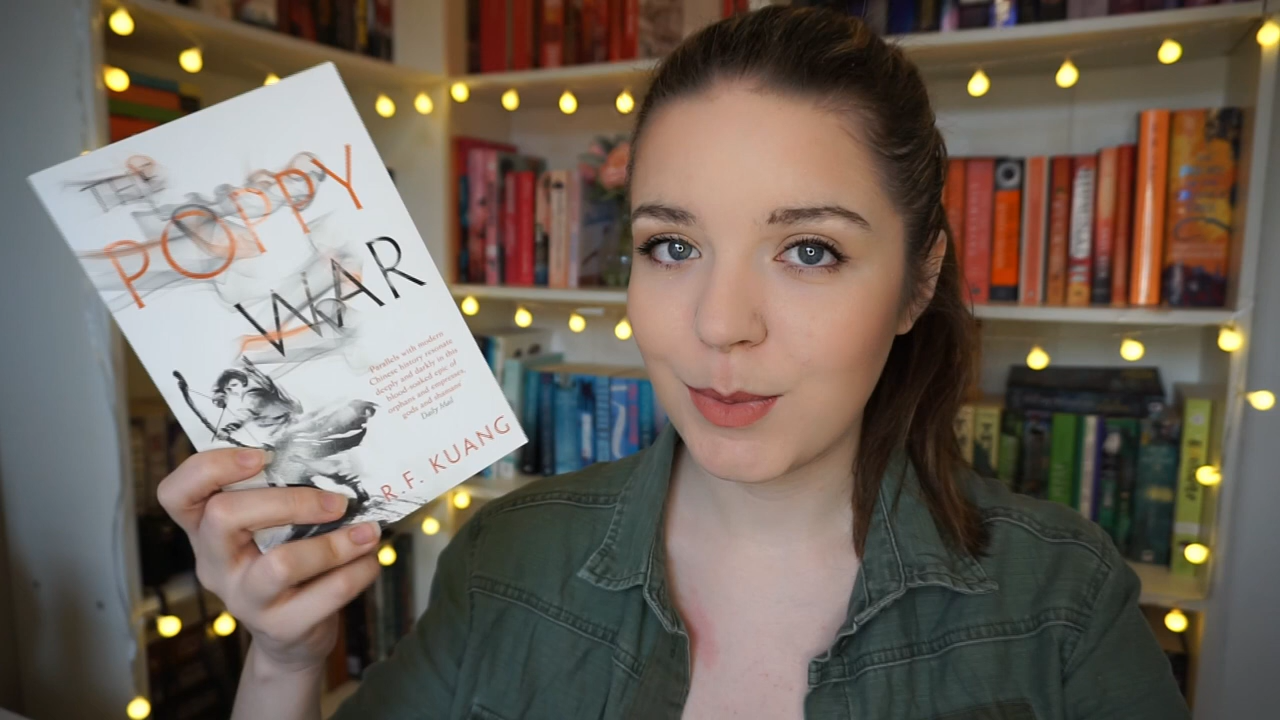 THE
POPPY
WAR
Parallels with modern
Chinese history resonate
deeply and darkly in this
blood-soaked epic of
orphans and empresses,
gods and shamans
Daily Mail
R.F. KUANG